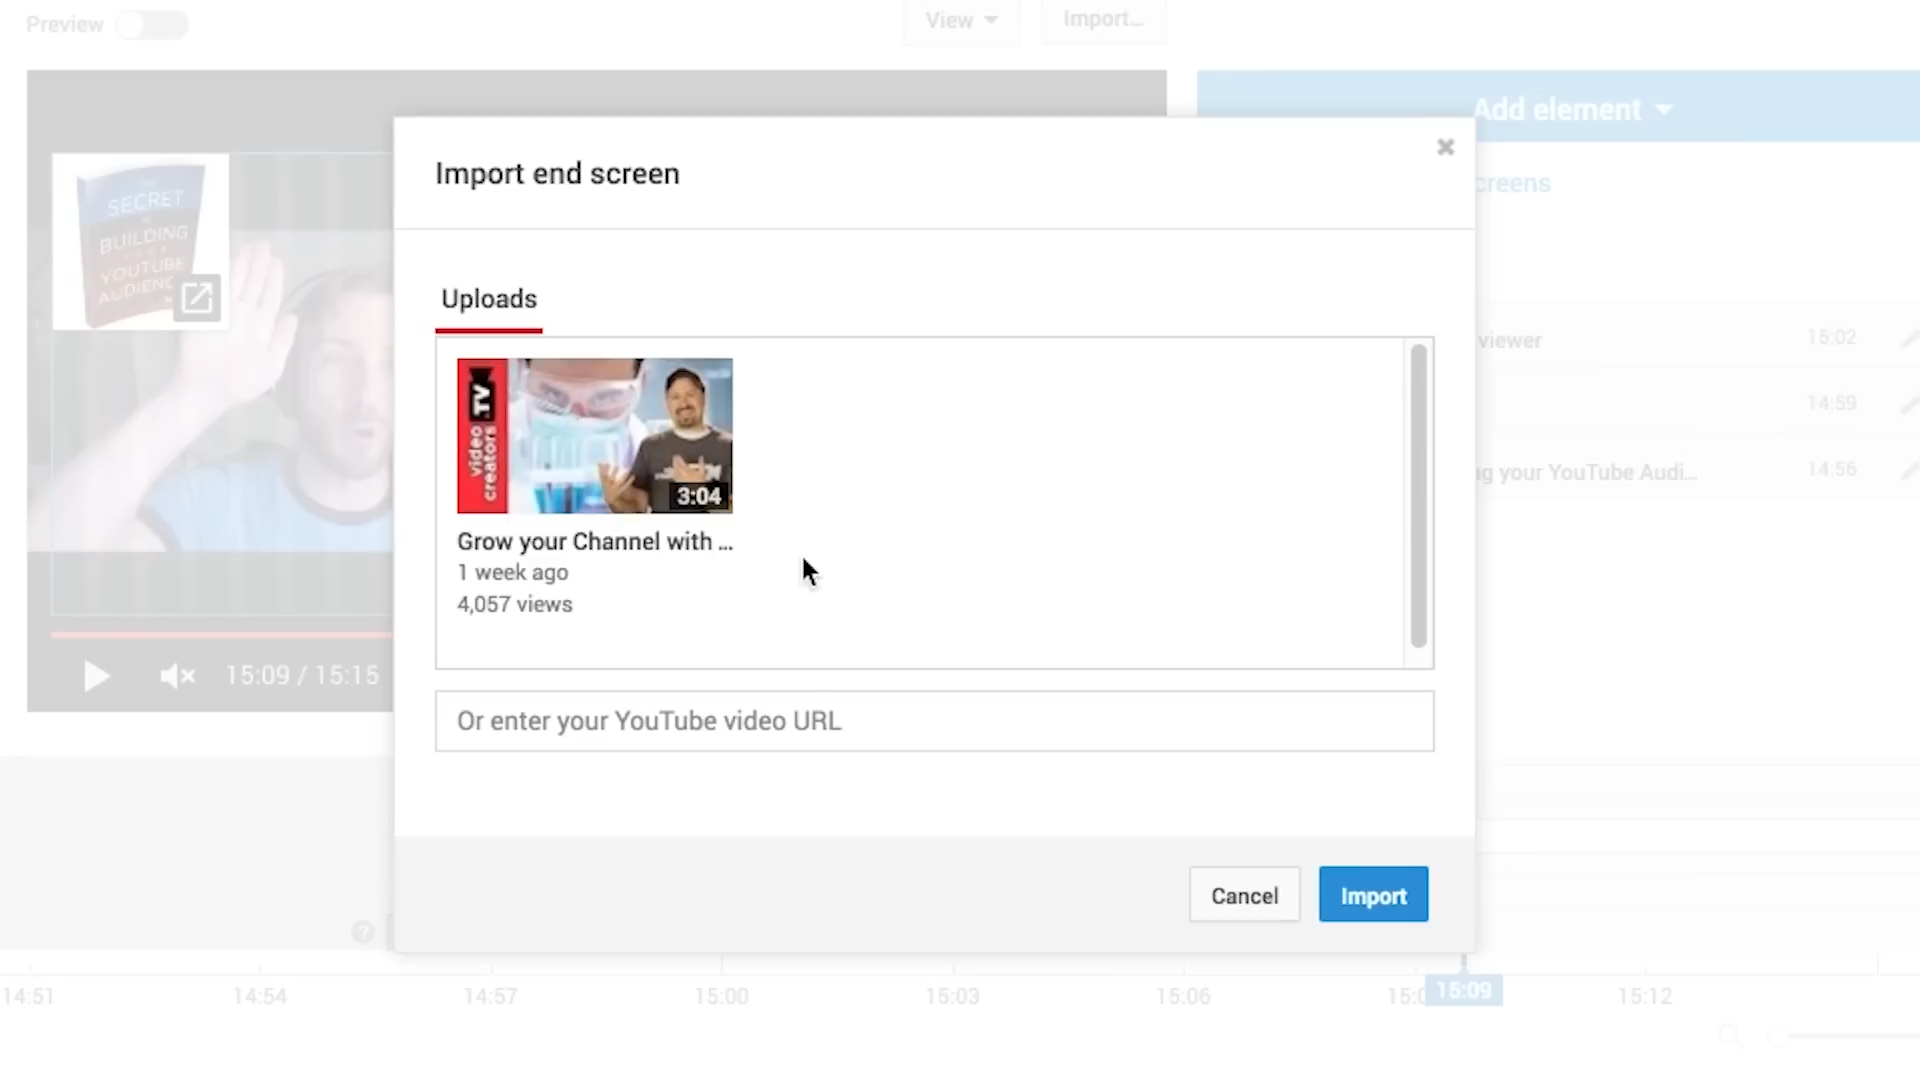 Preview
View
Import...
Add element
creens
Import end screen
Uploads
SECRET
BUILDING
YOUTUBE
video creators .TV
3:04
Grow your Channel with ...
1 week ago
4,057 views
Or enter your YouTube video URL
Cancel
Import
viewer
15:02
14:59
g your YouTube Audi...
14:56
15:09 / 15:15
?
14:51
14:54
14:57
15:00
15:03
15:06
15:09
15:12